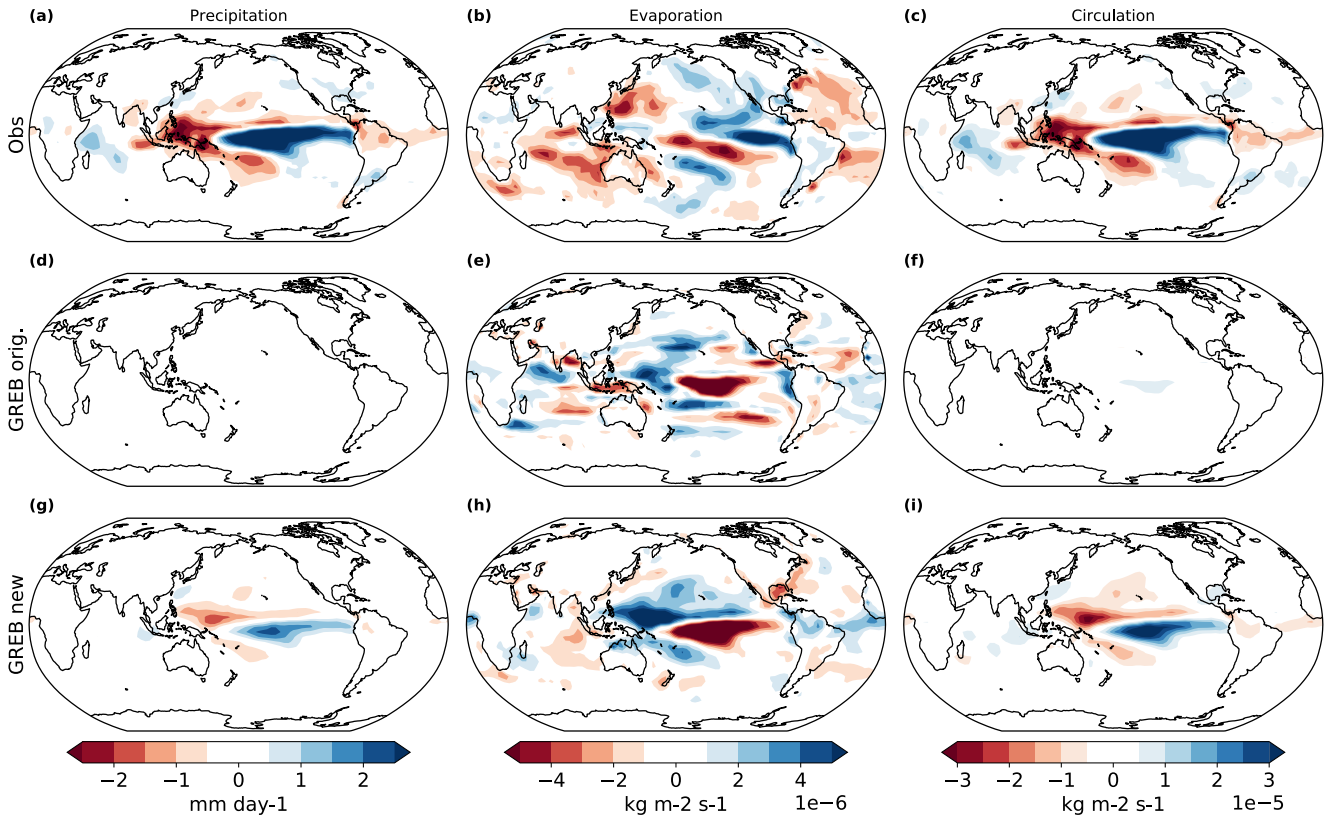 (a) Precipitation (b) Evaporation (c) Circulation
Obs
(d) (e) (f)
GREB orig.
(g) (h) (i)
GREB new
−2 −1 0 1 2 −4 −2 0 2 4 −3 −2 −1 0 1 2 3
mm day-1 kg m-2 s-1 1e−6 kg m-2 s-1 1e−5